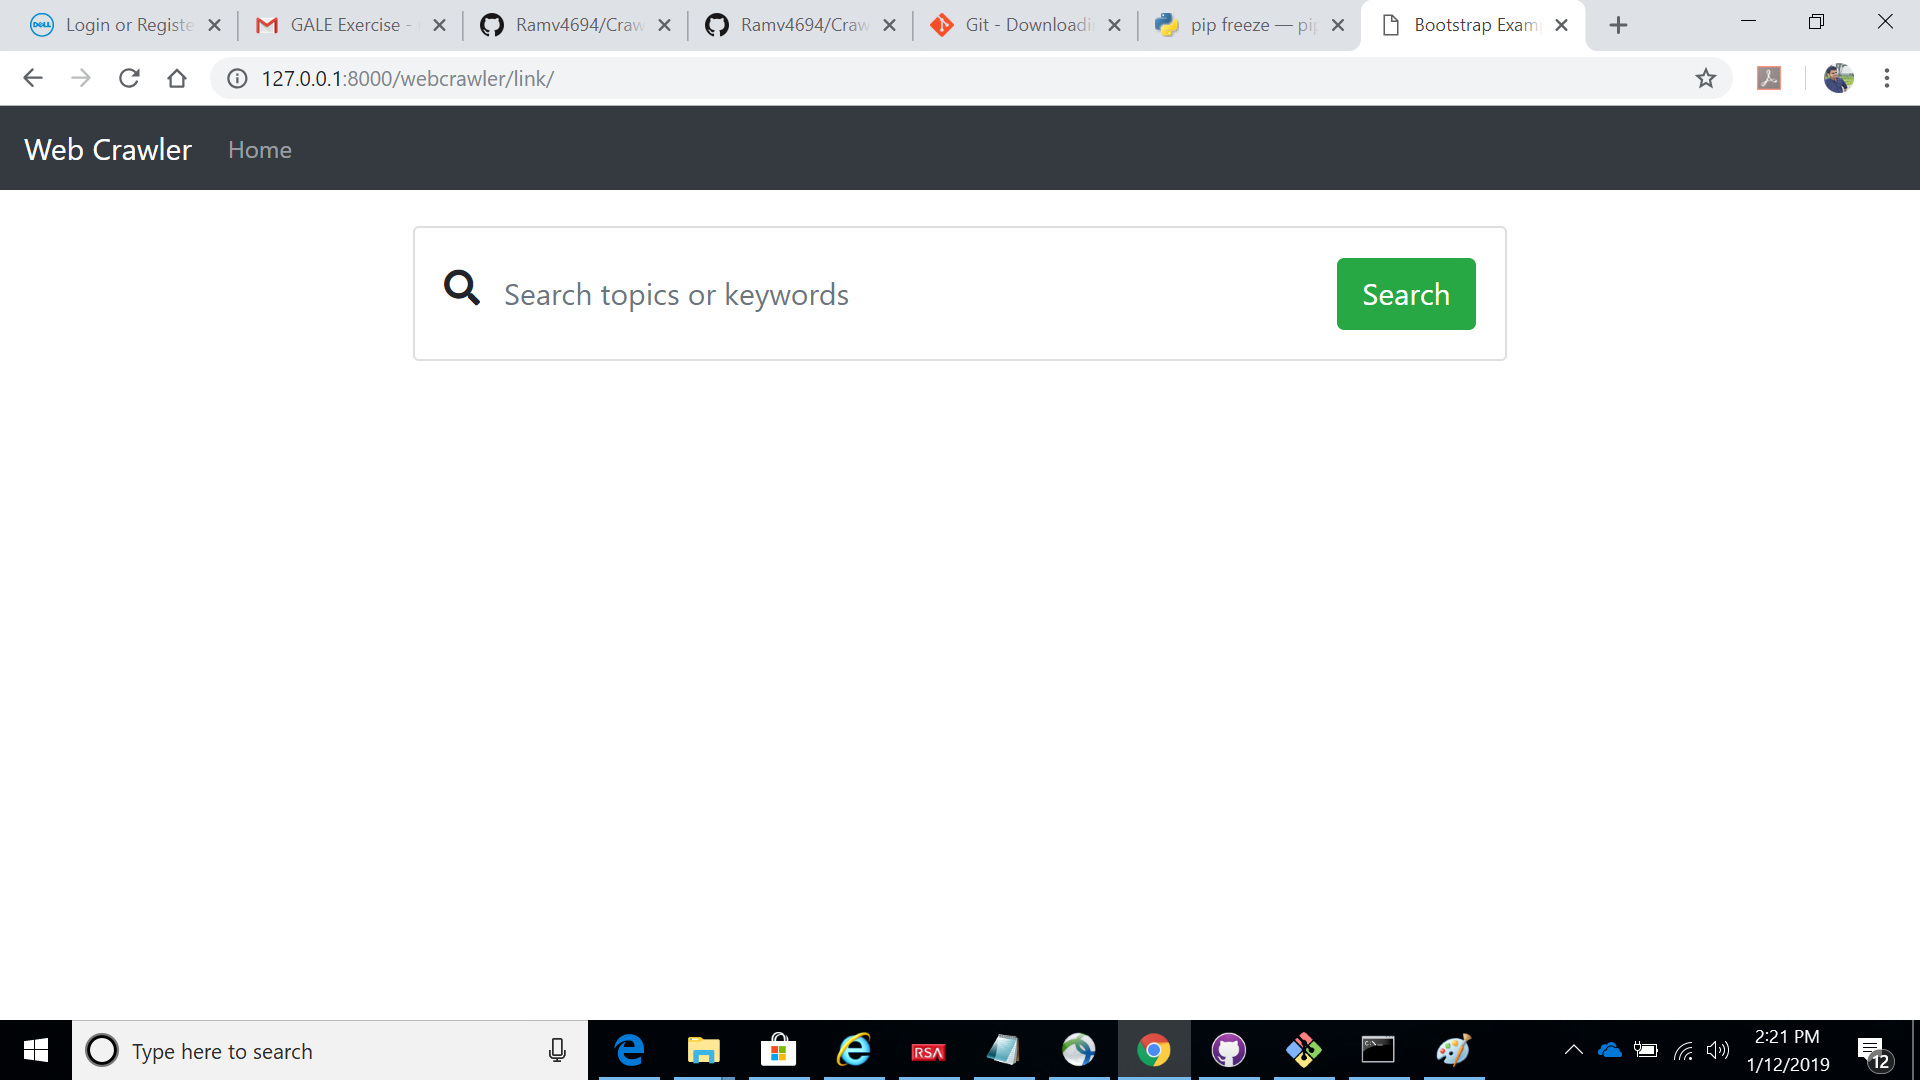 DELL
Login or Registe
GALE Exercise -
Ramv4694/Craw
Ramv4694/Craw
Git - Downloadi
pip freeze — pip
Bootstrap Exam
127.0.0.1:8000/webcrawler/link/
Web Crawler
Home
Search topics or keywords
Search
Type here to search
RSA
C:\
2:21 PM
1/12/2019
12